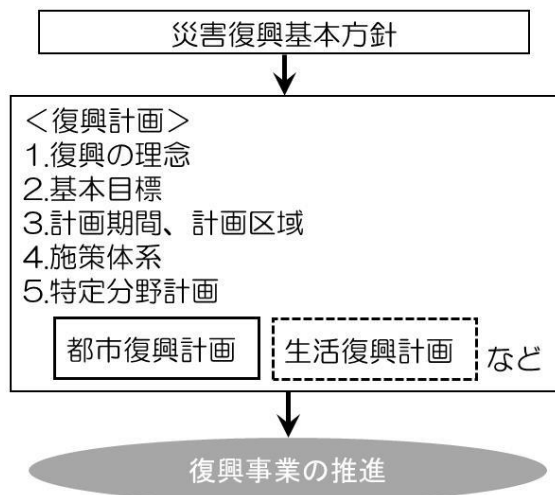 災害復興基本方針
＜復興計画＞
1.復興の理念
2.基本目標
3.計画期間、計画区域
4.施策体系
5.特定分野計画
都市復興計画 生活復興計画 など
復興事業の推進